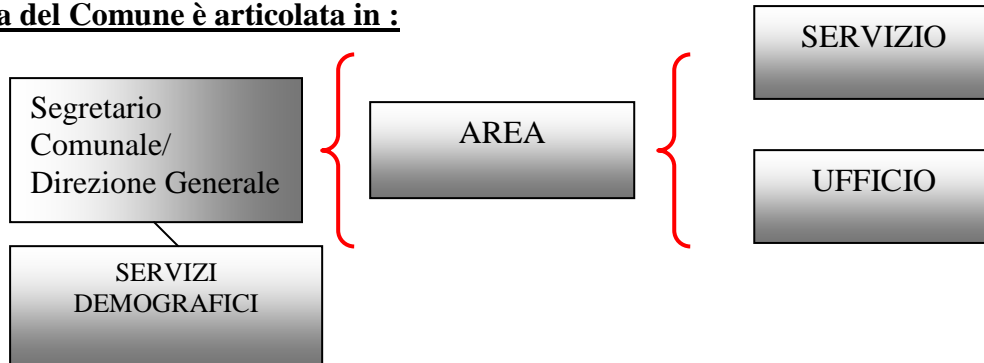 a del Comune è articolata in :
SERVIZIO
Segretario
Comunale/
Direzione Generale
AREA
UFFICIO
SERVIZI
DEMOGRAFICI